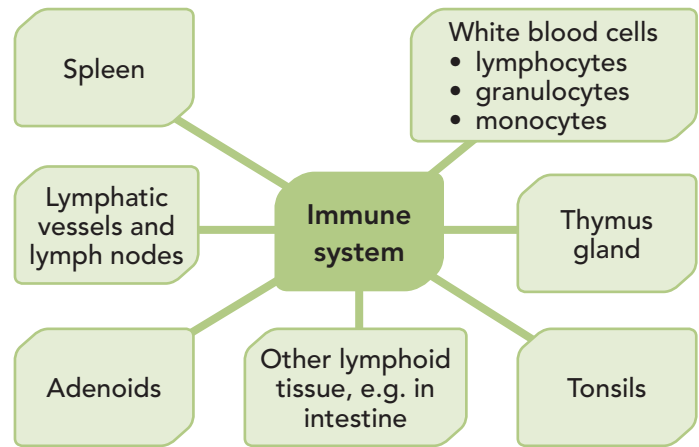 Spleen
White blood cells
• lymphocytes
• granulocytes
• monocytes
Lymphatic
vessels and
lymph nodes
Immune
system
Thymus
gland
Adenoids
Other lymphoid
tissue, e.g. in
intestine
Tonsils